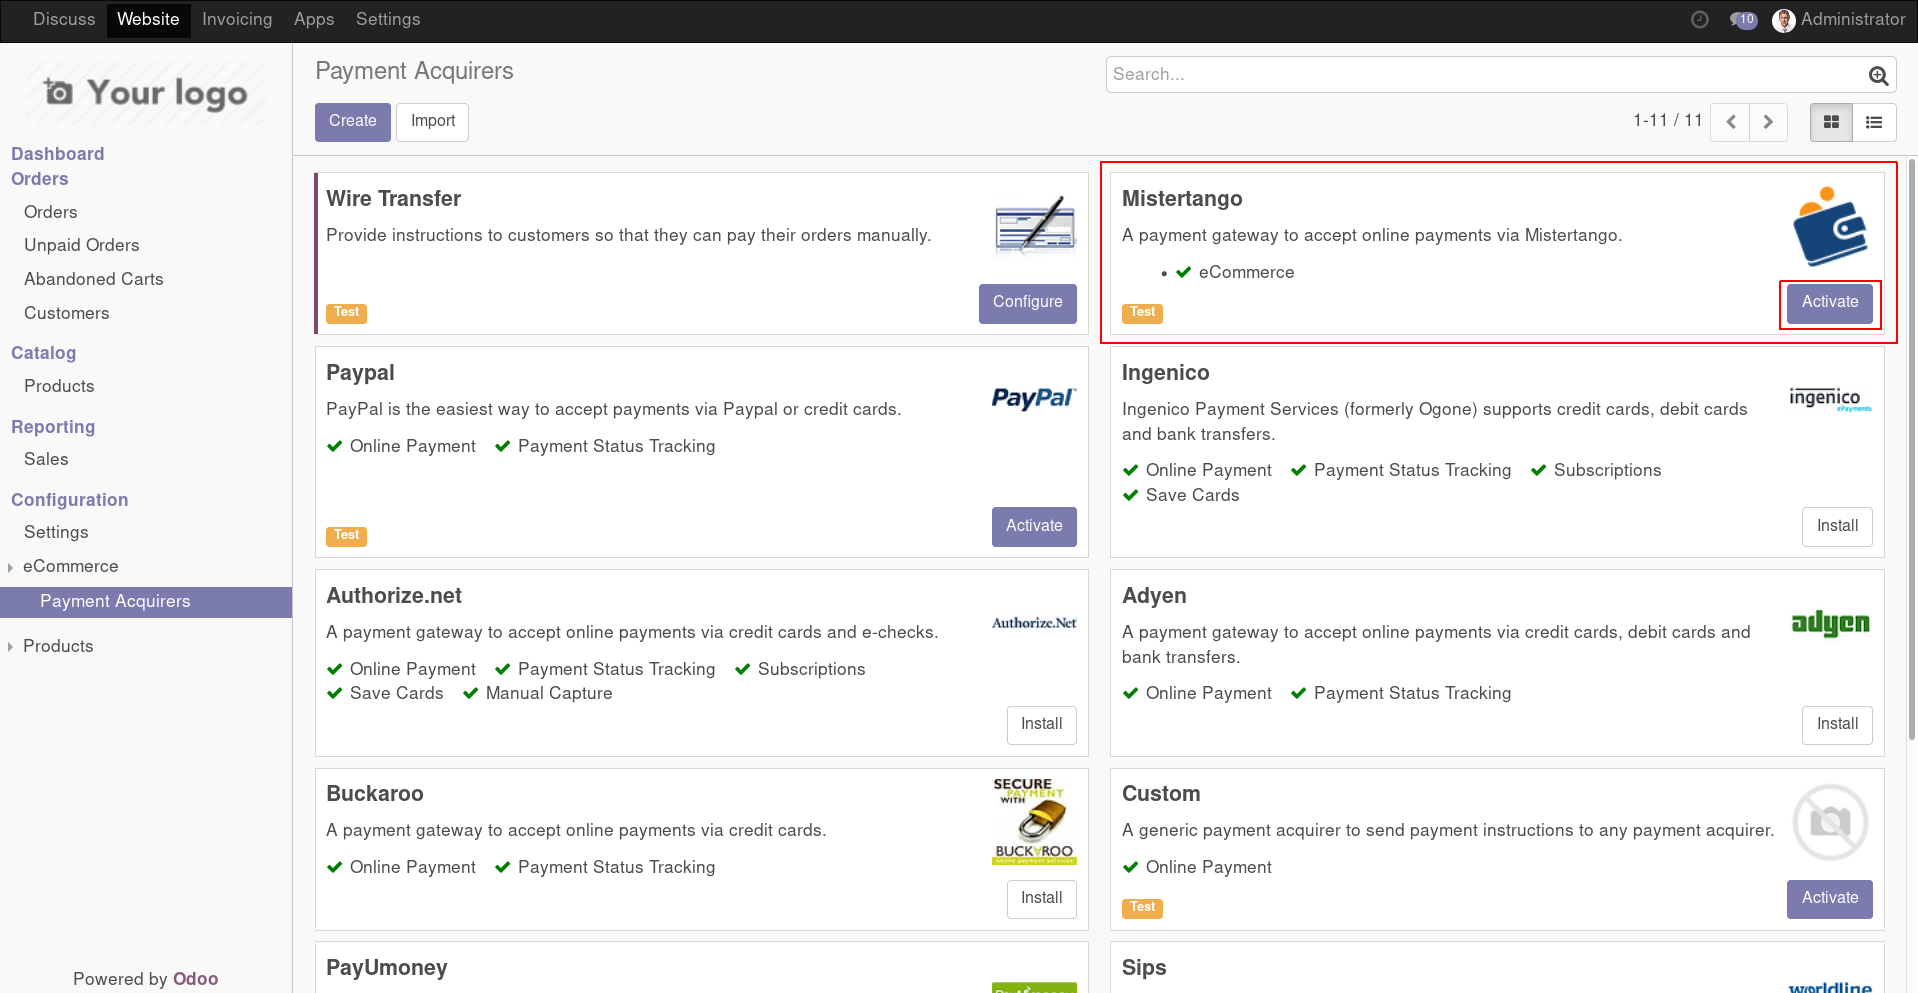 Discuss Website Invoicing Apps Settings 10 Administrator
Your logo
Dashboard
Orders
Orders
Unpaid Orders
Abandoned Carts
Customers
Catalog
Products
Reporting
Sales
Configuration
Settings
eCommerce
Payment Acquirers
Products
Powered by Odoo
Payment Acquirers
Search...
Create Import
1-11 / 11
Wire Transfer
Provide instructions to customers so that they can pay their orders manually.
Test
Configure
Mistertango
A payment gateway to accept online payments via Mistertango.
eCommerce
Test
Activate
Paypal
PayPal
PayPal is the easiest way to accept payments via Paypal or credit cards.
Online Payment Payment Status Tracking
Test
Activate
Ingenico
ingenico
ePayments
Ingenico Payment Services (formerly Ogone) supports credit cards, debit cards
and bank transfers.
Online Payment Payment Status Tracking Subscriptions
Save Cards
Install
Authorize.net
Authorize.Net
A payment gateway to accept online payments via credit cards and e-checks.
Online Payment Payment Status Tracking Subscriptions
Save Cards Manual Capture
Install
Adyen
adyen
A payment gateway to accept online payments via credit cards, debit cards and
bank transfers.
Online Payment Payment Status Tracking
Install
Buckaroo
SECURE
PAYMENT
WITH
BUCKAROO
A payment gateway to accept online payments via credit cards.
Online Payment Payment Status Tracking
Install
Custom
A generic payment acquirer to send payment instructions to any payment acquirer.
Online Payment
Test
Activate
PayUmoney
Sips
worldline